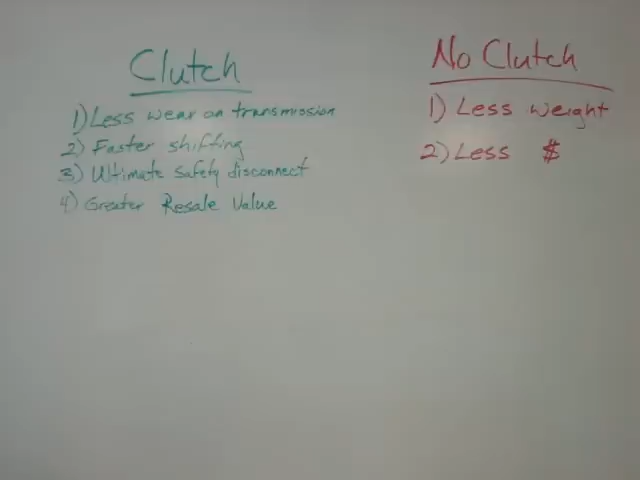 Clutch
1) Less wear on transmission
2) Faster shifting
3) Ultimate safety disconnect
4) Greater Resale Value
No Clutch
1) Less weight
2) Less $